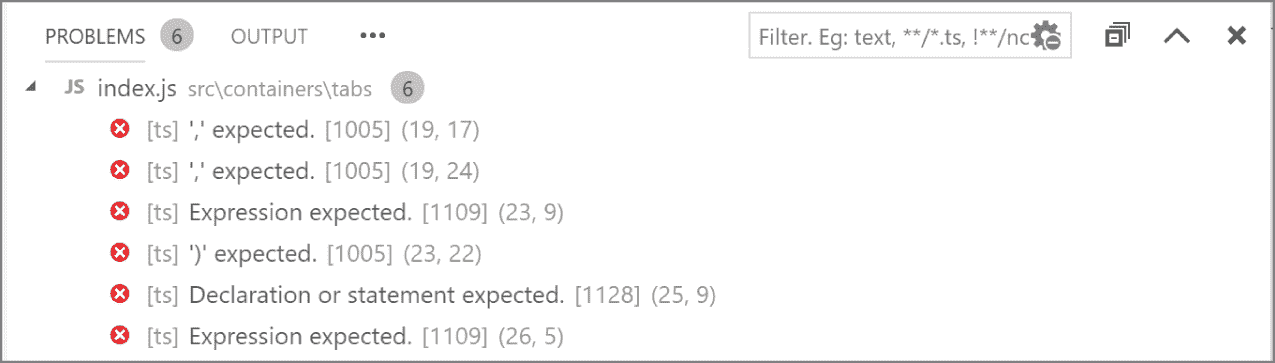 PROBLEMS 6 OUTPUT ••• Filter. Eg: text, **/*.ts, !**/nc
JS index.js src\containers\tabs 6
[ts] ',' expected. [1005] (19, 17)
[ts] ',' expected. [1005] (19, 24)
[ts] Expression expected. [1109] (23, 9)
[ts] ')' expected. [1005] (23, 22)
[ts] Declaration or statement expected. [1128] (25, 9)
[ts] Expression expected. [1109] (26, 5)